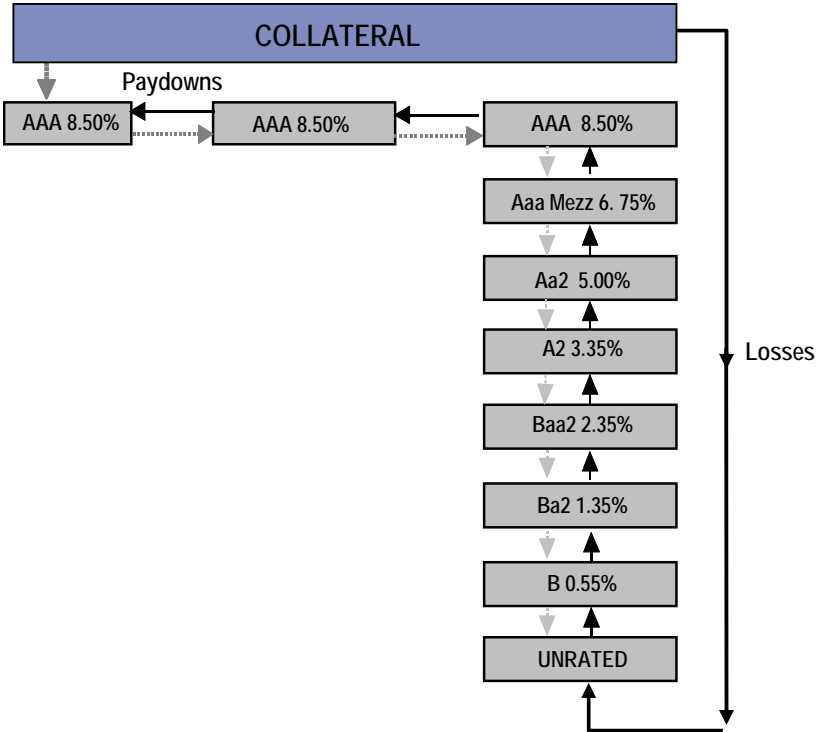 COLLATERAL
Paydowns
AAA 8.50%
AAA 8.50%
AAA 8.50%
Aaa Mezz 6. 75%
Aa2 5.00%
A2 3.35%
Losses
Baa2 2.35%
Ba2 1.35%
B 0.55%
UNRATED